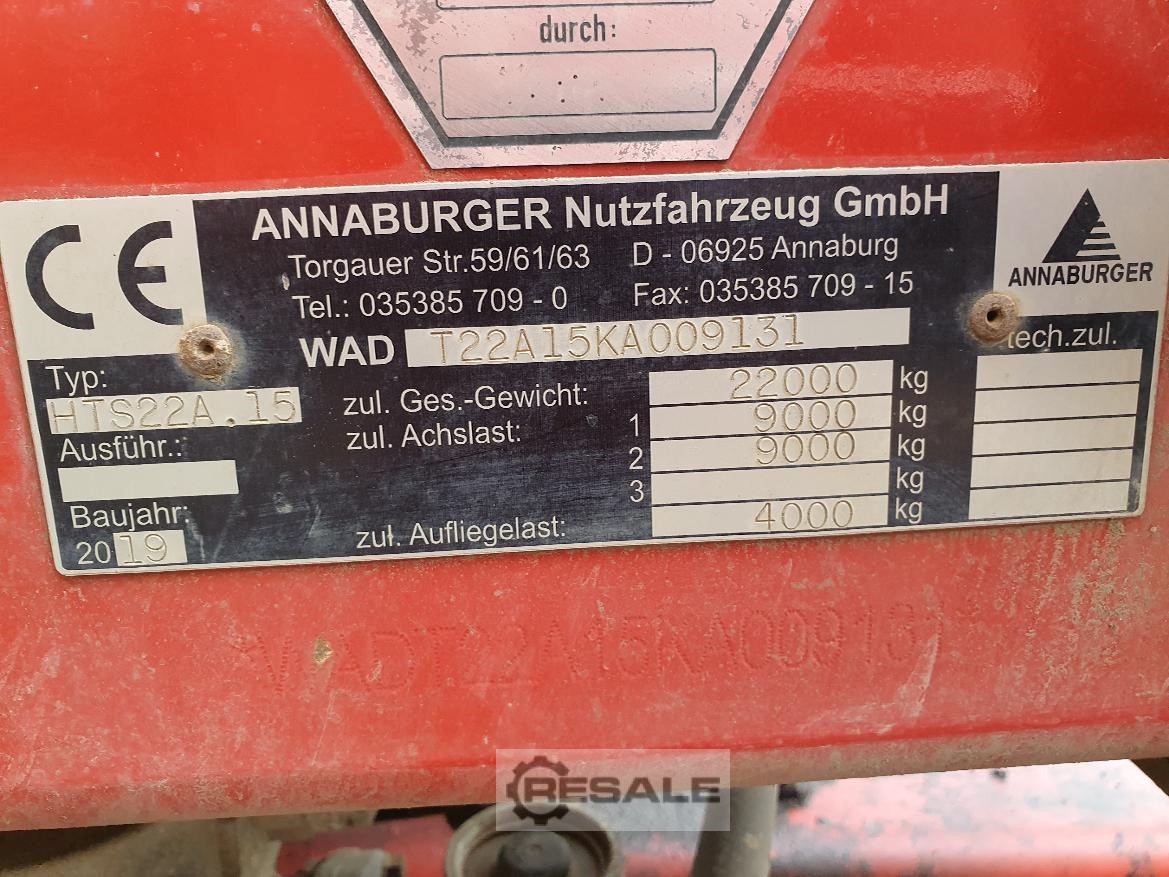 durch:
CE
ANNABURGER Nutzfahrzeug GmbH
Torgauer Str.59/61/63 D - 06925 Annaburg
Tel.: 035385 709 - 0 Fax: 035385 709 - 15
ANNABURGER
WAD T22A15KA009131
tech.zul.
Typ:
HTS22A.15
zul. Ges.-Gewicht: 22000 kg
zul. Achslast: 1 9000 kg
2 9000 kg
3 kg
Ausführ.:
Baujahr:
2019
zul. Aufliegelast: 4000 kg
WADT22A15KA009131
RESALE